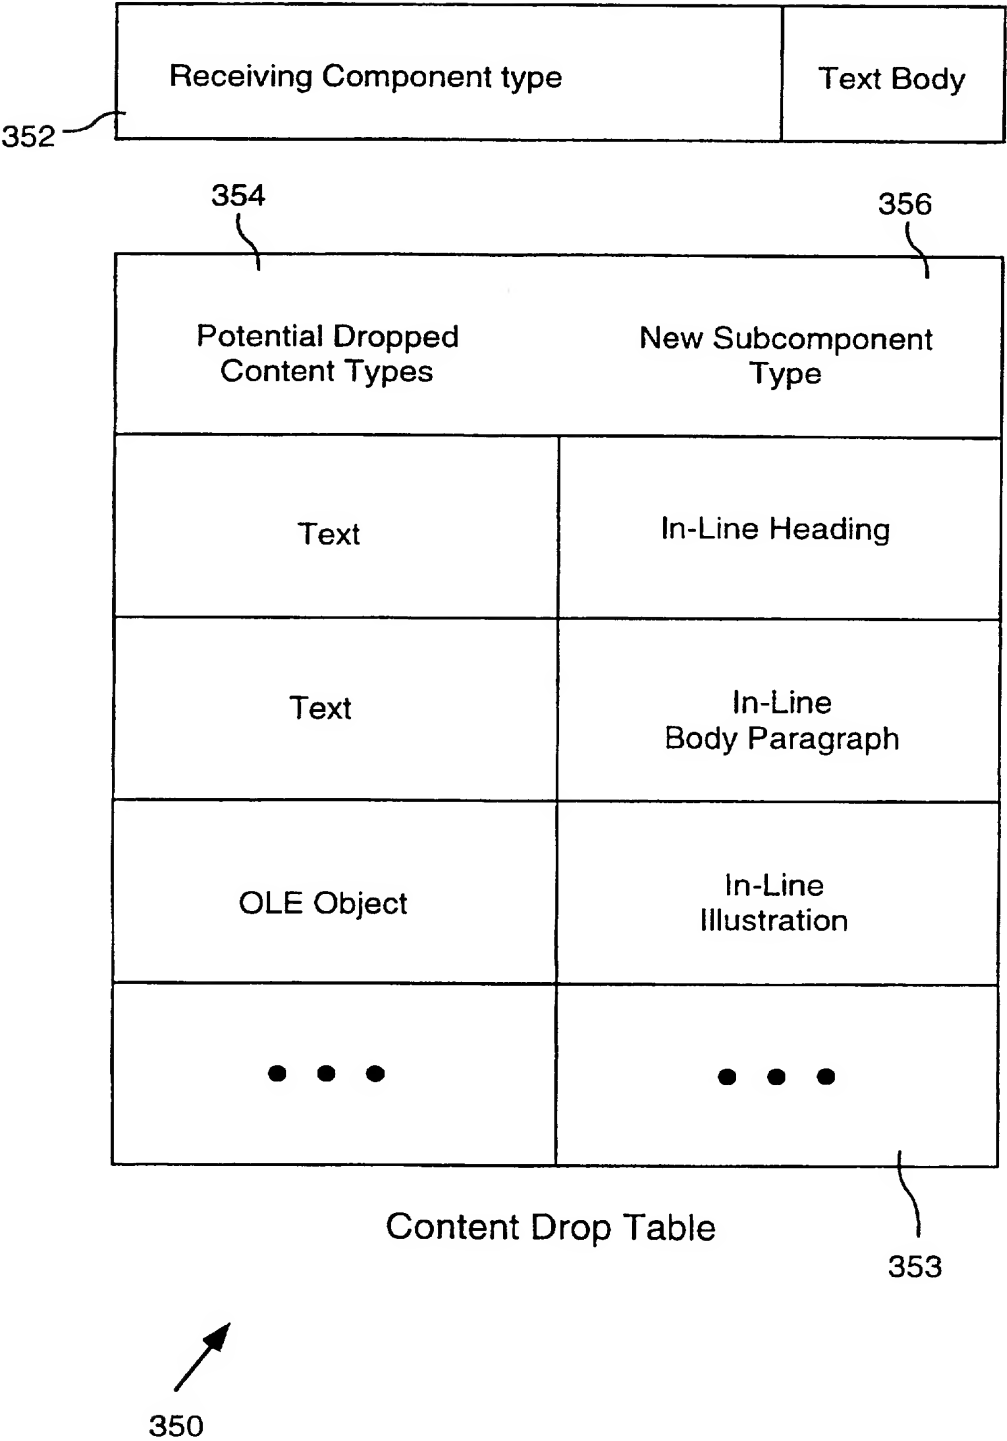 Receiving Component type
Text Body
352
354
356
Potential Dropped
Content Types
New Subcomponent
Type
Text
In-Line Heading
Text
In-Line
Body Paragraph
OLE Object
In-Line
Illustration
• • •
• • •
Content Drop Table
353
350